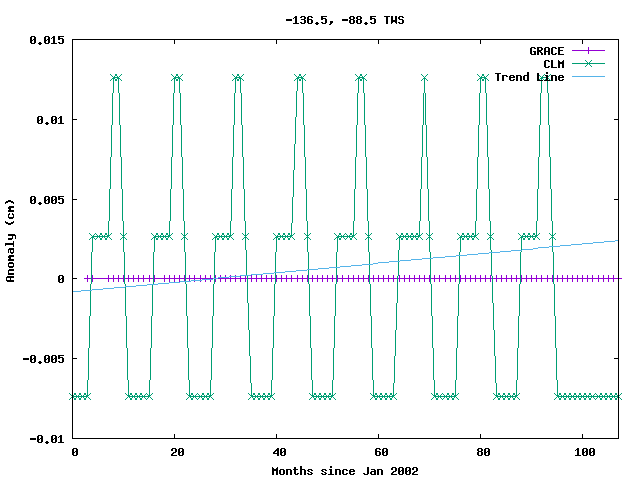 -136.5, -88.5 TWS
0.015
GRACE
CLM
Trend Line
0.01
0.005
Anomaly (cm)
0
-0.005
-0.01
0 20 40 60 80 100
Months since Jan 2002